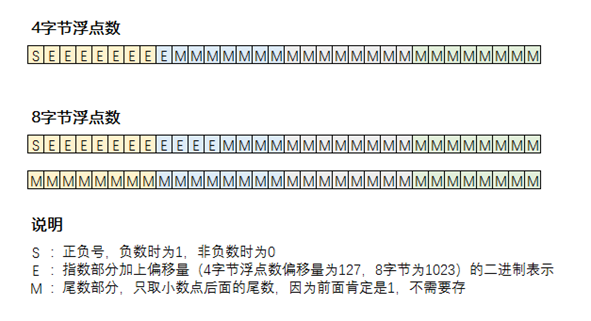 4字节浮点数
SEEEEEEEEMMMMMMMMMMMMMMMMMMMMMMM
8字节浮点数
SEEEEEEEEEEEMMMMMMMMMMMMMMMMMMMM
MMMMMMMMMMMMMMMMMMMMMMMMMMMMMMMM
说明
S ：正负号，负数时为1，非负数时为0
E ：指数部分加上偏移量（4字节浮点数偏移量为127，8字节为1023）的二进制表示
M ：尾数部分，只取小数点后面的尾数，因为前面肯定是1，不需要存